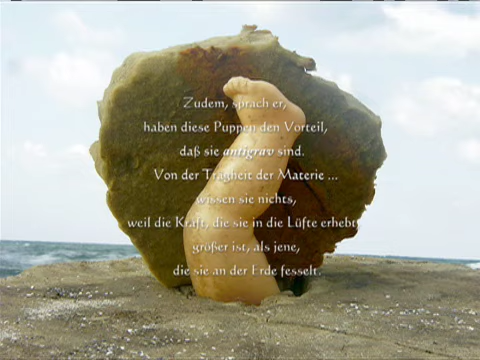 Zudem, sprach er,
haben diese Puppen den Vorteil,
daß sie antigrav sind.
Von der Trägheit der Materie ...
wissen sie nichts,
weil die Kraft, die sie in die Lüfte erhebt,
größer ist, als jene,
die sie an der Erde fesselt.